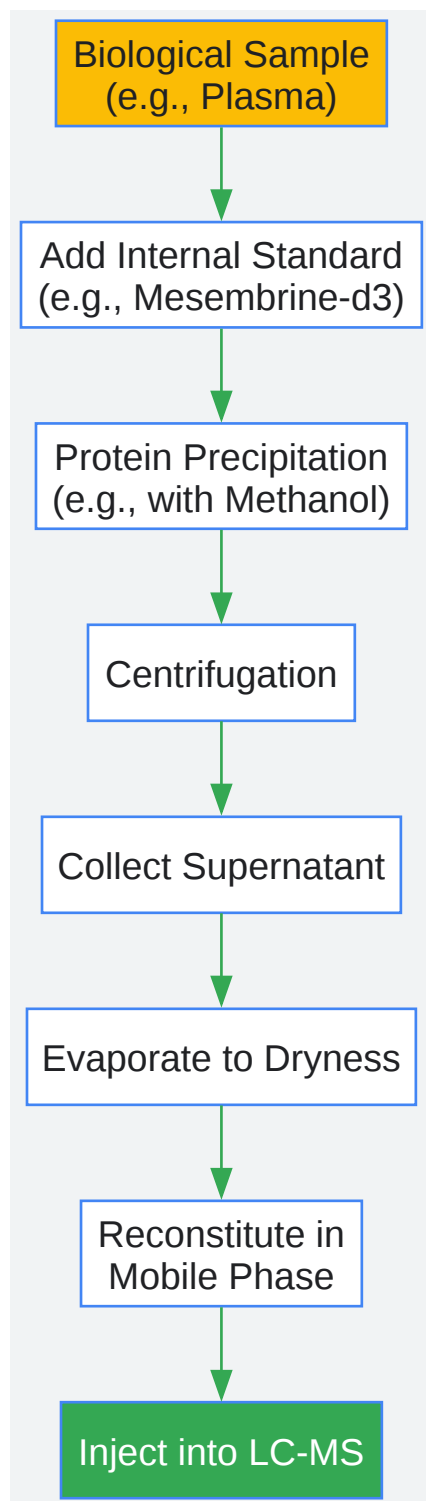 Biological Sample
(e.g., Plasma)
Add Internal Standard
(e.g., Mesembrine-d3)
Protein Precipitation
(e.g., with Methanol)
Centrifugation
Collect Supernatant
Evaporate to Dryness
Reconstitute in
Mobile Phase
Inject into LC-MS